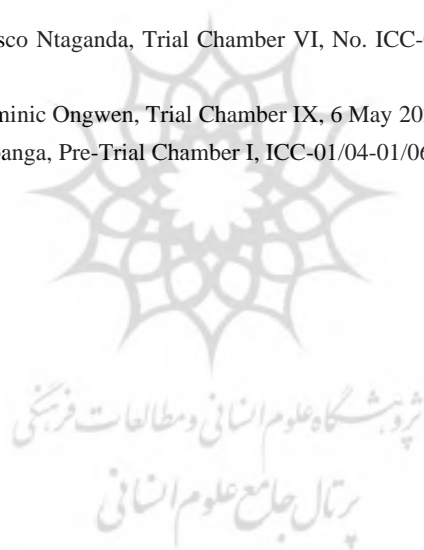 sco Ntaganda, Trial Chamber VI, No. ICC-
minic Ongwen, Trial Chamber IX, 6 May 20
anga, Pre-Trial Chamber I, ICC-01/04-01/06
پژوهشگاه علوم انسانی و مطالعات فرهنگی
پرتال جامع علوم انسانی